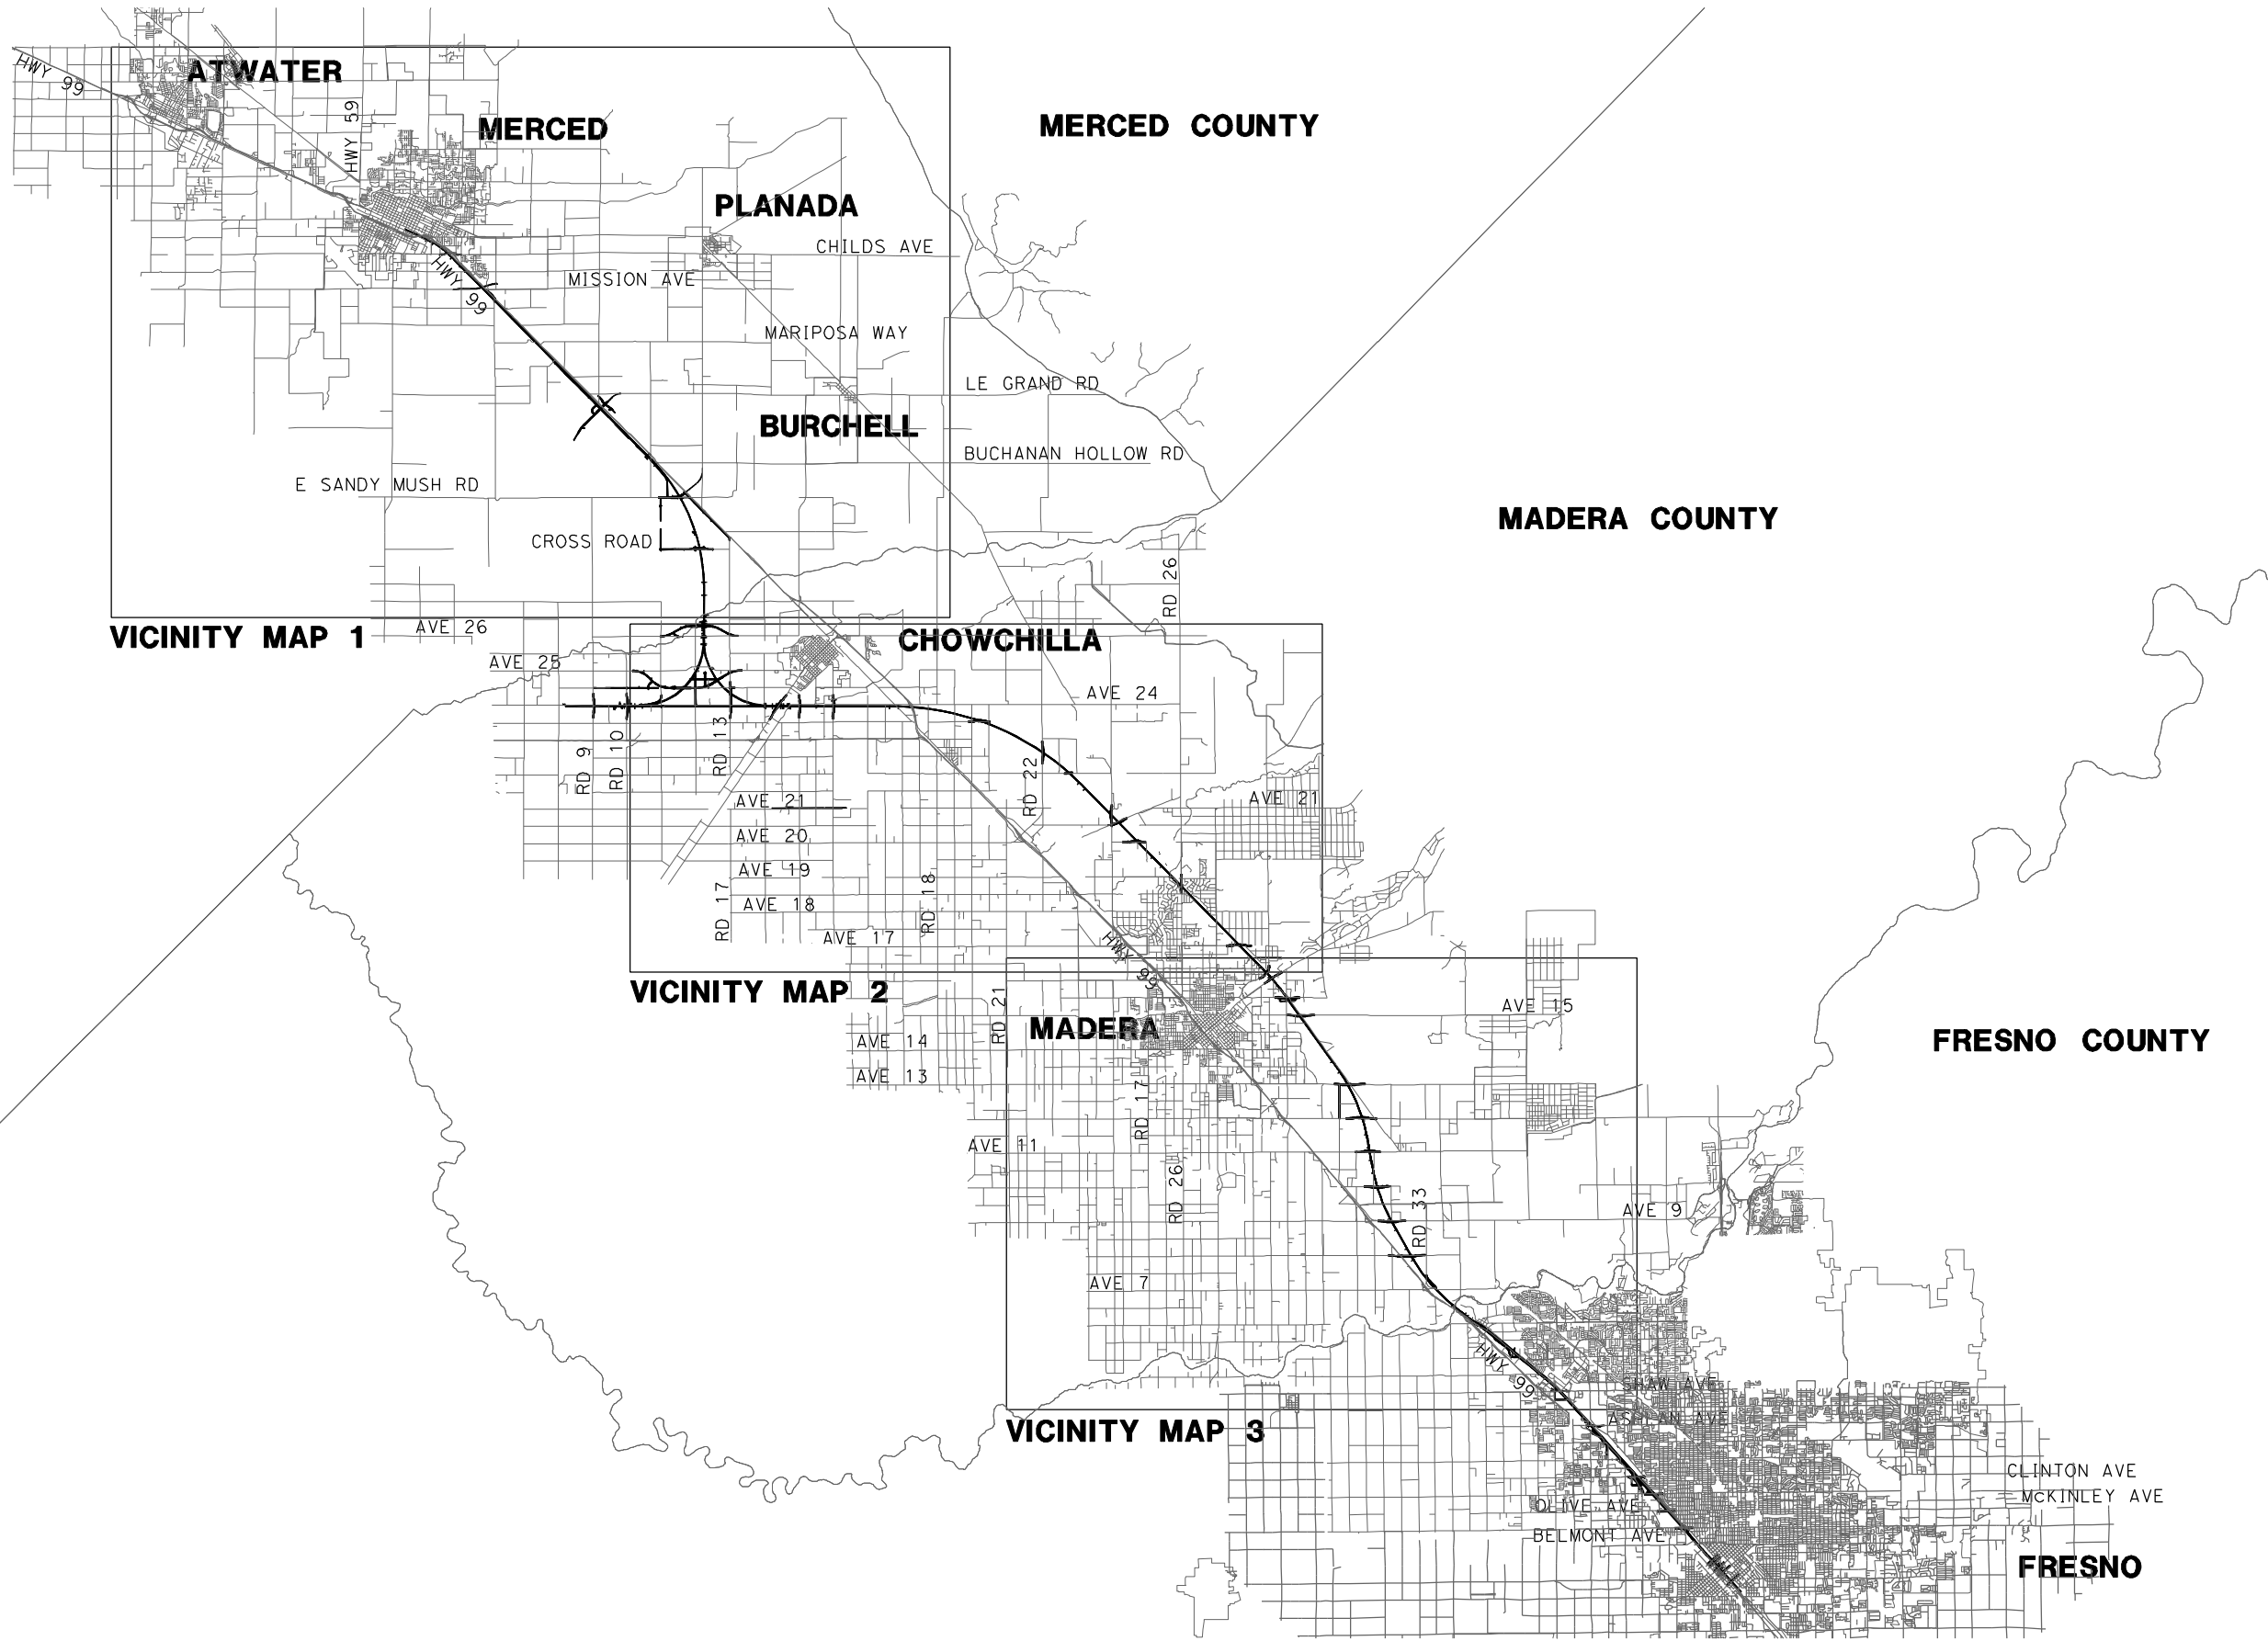 HWY 99
ATWATER
HWY 59
MERCED
MERCED COUNTY
PLANADA
CHILDS AVE
HWY 99
MISSION AVE
MARIPOSA WAY
LE GRAND RD
BURCHELL
BUCHANAN HOLLOW RD
E SANDY MUSH RD
MADERA COUNTY
CROSS ROAD
RD 26
AVE 26
VICINITY MAP 1
CHOWCHILLA
AVE 25
AVE 24
RD 9
RD 10
RD 13
RD 22
AVE 21
AVE 21
AVE 20
AVE 19
RD 17
AVE 18
RD 18
AVE 17
HWY 99
VICINITY MAP 2
RD 21
AVE 15
MADERA
AVE 14
FRESNO COUNTY
AVE 13
RD 17
AVE 11
RD 26
RD 33
AVE 9
AVE 7
HWY 99
SHAW AVE
ASHLAN AVE
VICINITY MAP 3
CLINTON AVE
McKINLEY AVE
OLIVE AVE
BELMONT AVE
FRESNO